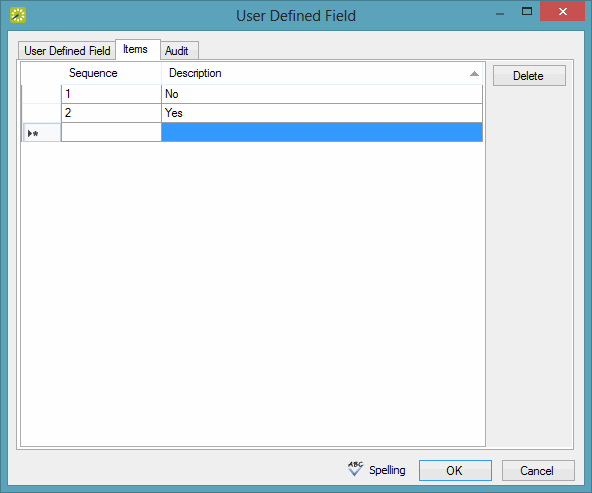 User Defined Field
User Defined Field Items Audit
Sequence Description
Delete
1 No
2 Yes
ABC Spelling OK Cancel